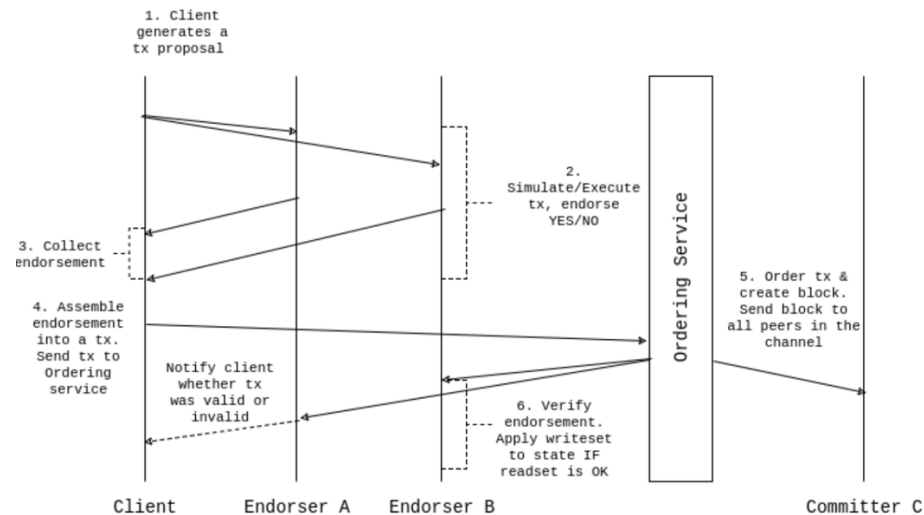 1. Client
generates a
tx proposal
2.
Simulate/Execute
tx, endorse
YES/NO
3. Collect
endorsement
4. Assemble
endorsement
into a tx.
Send tx to
Ordering
service
Ordering Service
5. Order tx &
create block.
Send block to
all peers in the
channel
Notify client
whether tx
was valid or
invalid
6. Verify
endorsement.
Apply writeset
to state IF
readset is OK
Client
Endorser A
Endorser B
Committer C